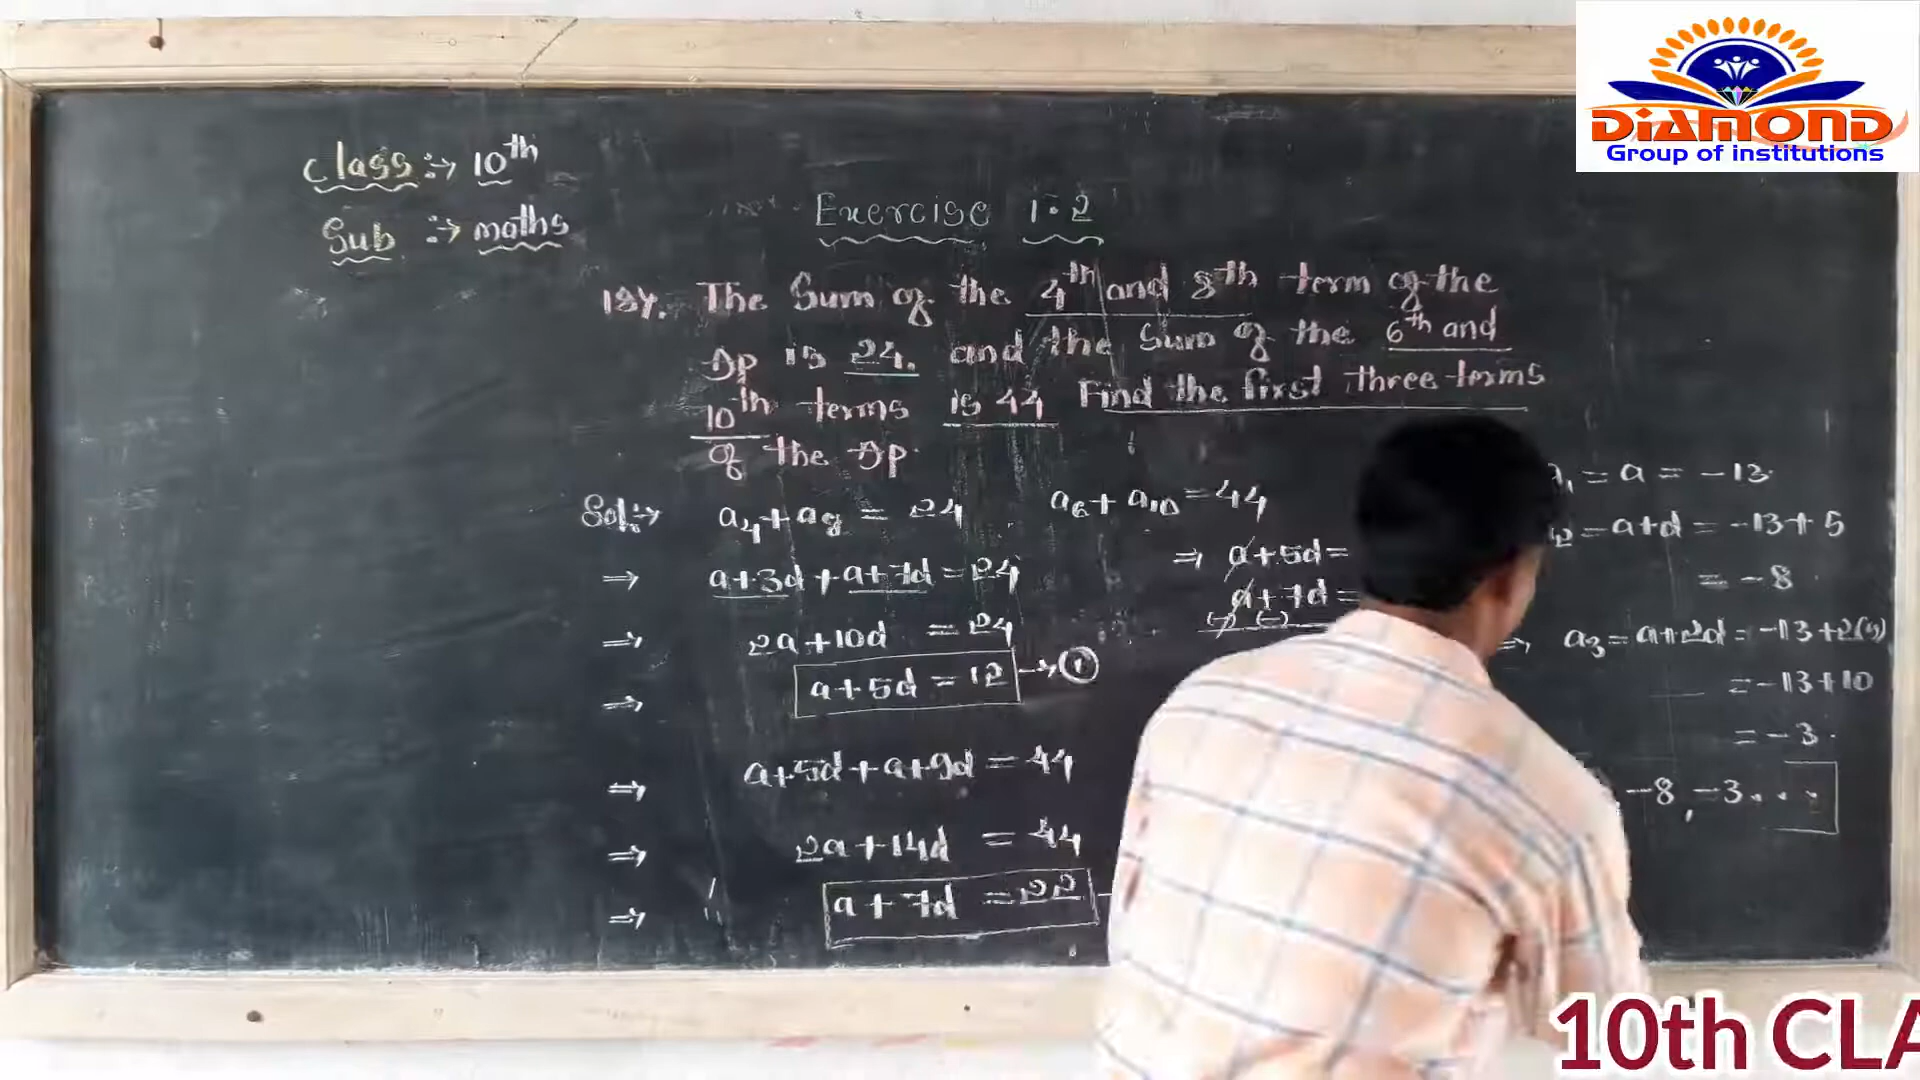 DIAMOND
Group of institutions
Class :→ 10th
Sub :→ maths
Exercise 1.2
18Y. The Sum of the 4th and 8th term of the
Ap is 24. and the Sum of the 6th and
10th terms is 44 Find the first three terms
of the Ap.
Sol:→ a4+a8 = 24
⇒ a+3d+a+7d=24
⇒ 2a+10d = 24
⇒ a+5d=12 →①
⇒ a+5d+a+9d=44
⇒ 2a+14d = 44
⇒ a+7d =22
a6+a10=44
⇒ a+5d=
a+7d=
(-) (-)
1=a=-13.
2=a+d=-13+5
=-8
⇒ a3=a+2d=-13+2(5)
=-13+10
=-3.
-8,-3...
10th CLA